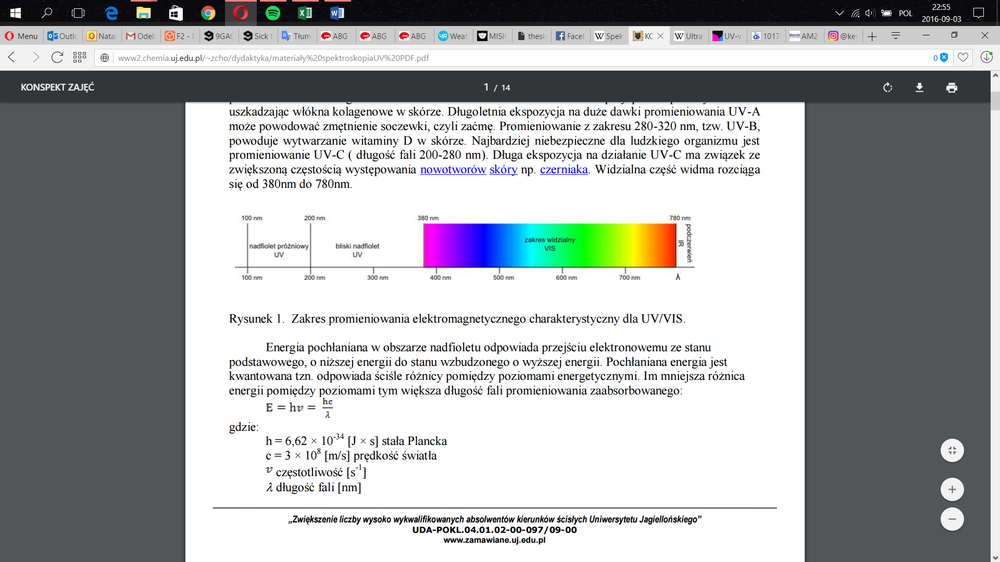 POL
22:55
2016-09-03
Menu
Outlo
Natal
Odeb
F2 - F
9GAG
Sick f
Tłum
ABG
ABG
ABG
Weat
MISIC
thesi
Faceb
Spek
KO
Ultra
UV-v
1017
AM2
@ke
www2.chemia.uj.edu.pl/~zcho/dydaktyka/materiały%20spektroskopiaUV%20PDF.pdf
0
KONSPEKT ZAJĘĆ
1 / 14
uszkadzając włókna kolagenowe w skórze. Długoletnia ekspozycja na duże dawki promieniowania UV-A
może powodować zmętnienie soczewki, czyli zaćmę. Promieniowanie z zakresu 280-320 nm, tzw. UV-B,
powoduje wytwarzanie witaminy D w skórze. Najbardziej niebezpieczne dla ludzkiego organizmu jest
promieniowanie UV-C ( długość fali 200-280 nm). Długa ekspozycja na działanie UV-C ma związek ze
zwiększoną częstością występowania nowotworów skóry np. czerniaka. Widzialna część widma rozciąga
się od 380nm do 780nm.
100 nm 200 nm 380 nm 780 nm
nadfiolet próżniowy
UV
bliski nadfiolet
UV
zakres widzialny
VIS
podczerwień
IR
100 nm 200 nm 300 nm 400 nm 500 nm 600 nm 700 nm λ
Rysunek 1. Zakres promieniowania elektromagnetycznego charakterystyczny dla UV/VIS.
Energia pochłaniana w obszarze nadfioletu odpowiada przejściu elektronowemu ze stanu
podstawowego, o niższej energii do stanu wzbudzonego o wyższej energii. Pochłaniana energia jest
kwantowana tzn. odpowiada ściśle różnicy pomiędzy poziomami energetycznymi. Im mniejsza różnica
energii pomiędzy poziomami tym większa długość fali promieniowania zaabsorbowanego:
E = hν = hc/λ
gdzie:
h = 6,62 × 10⁻³⁴ [J × s] stała Plancka
c = 3 × 10⁸ [m/s] prędkość światła
ν częstotliwość [s⁻¹]
λ długość fali [nm]
„Zwiększenie liczby wysoko wykwalifikowanych absolwentów kierunków ścisłych Uniwersytetu Jagiellońskiego”
UDA-POKL.04.01.02-00-097/09-00
www.zamawiane.uj.edu.pl